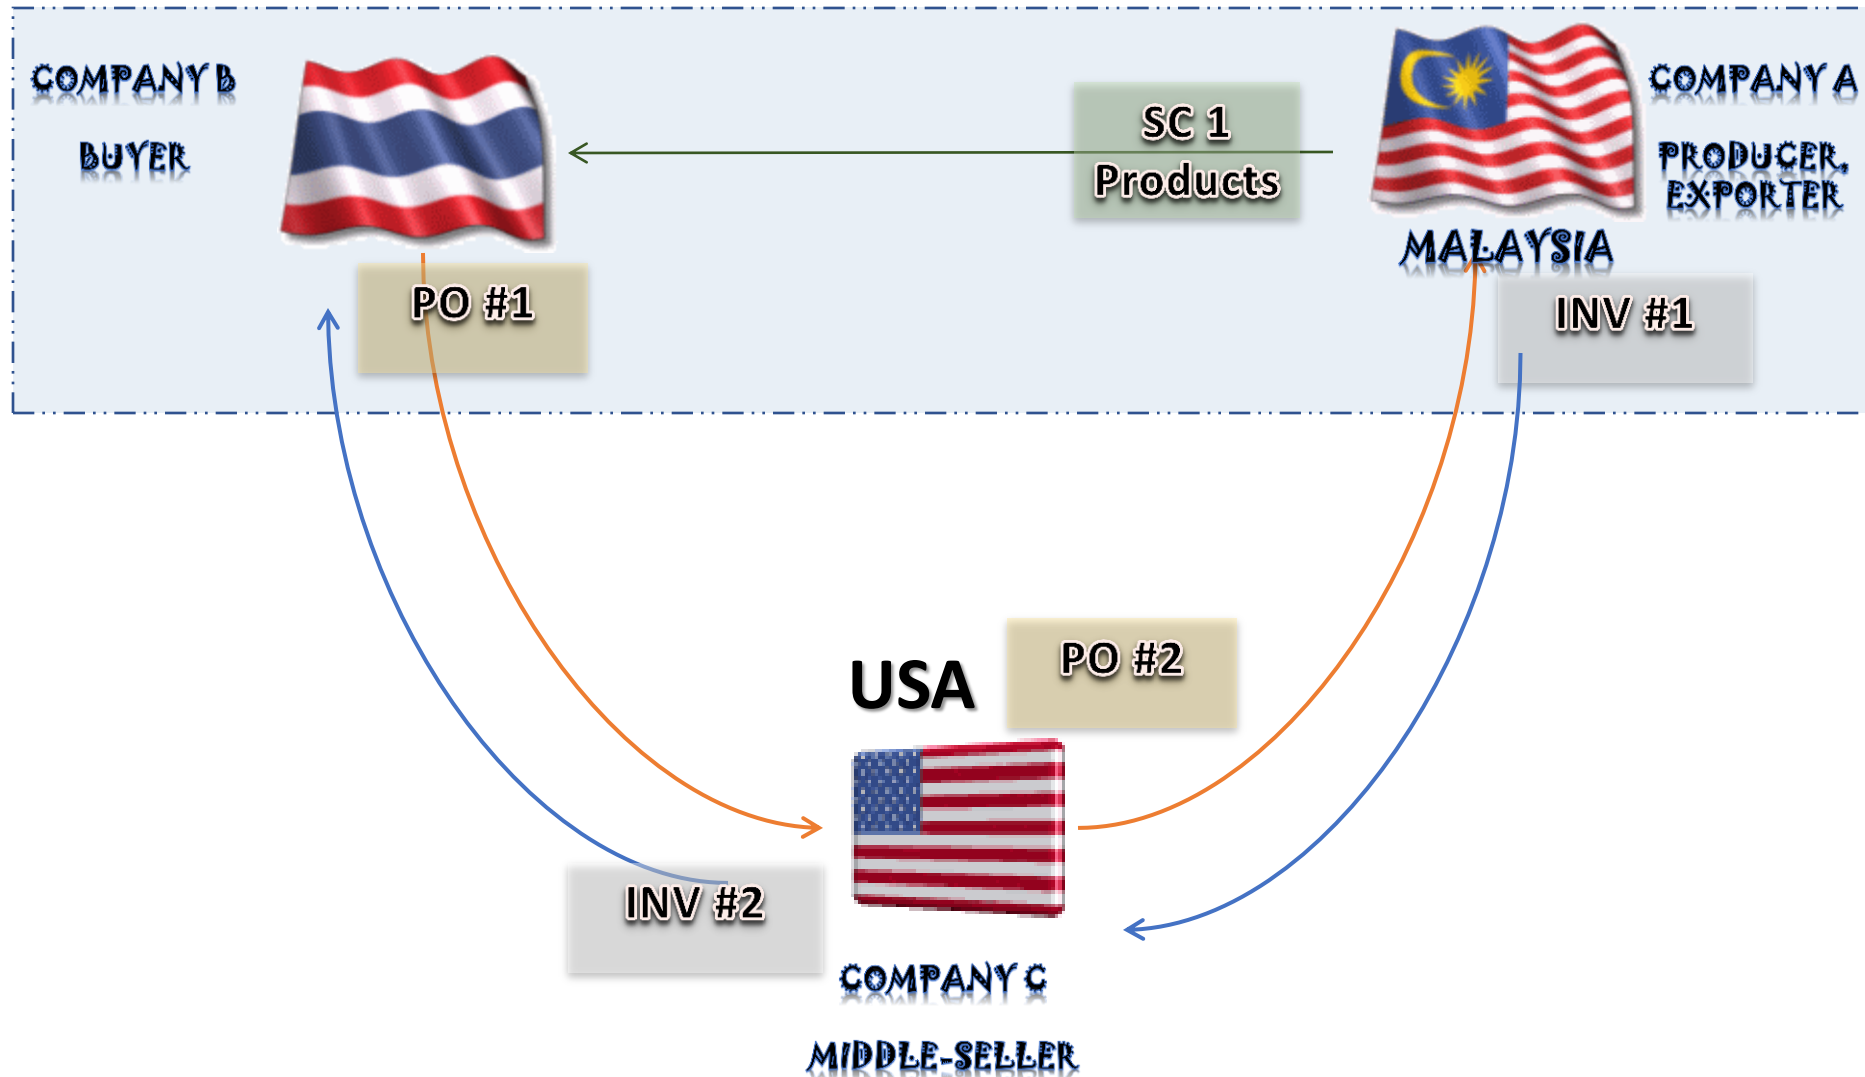 COMPANY B
BUYER
SC 1
Products
COMPANY A
PRODUCER,
EXPORTER
MALAYSIA
PO #1
INV #1
USA
PO #2
INV #2
COMPANY C
MIDDLE-SELLER